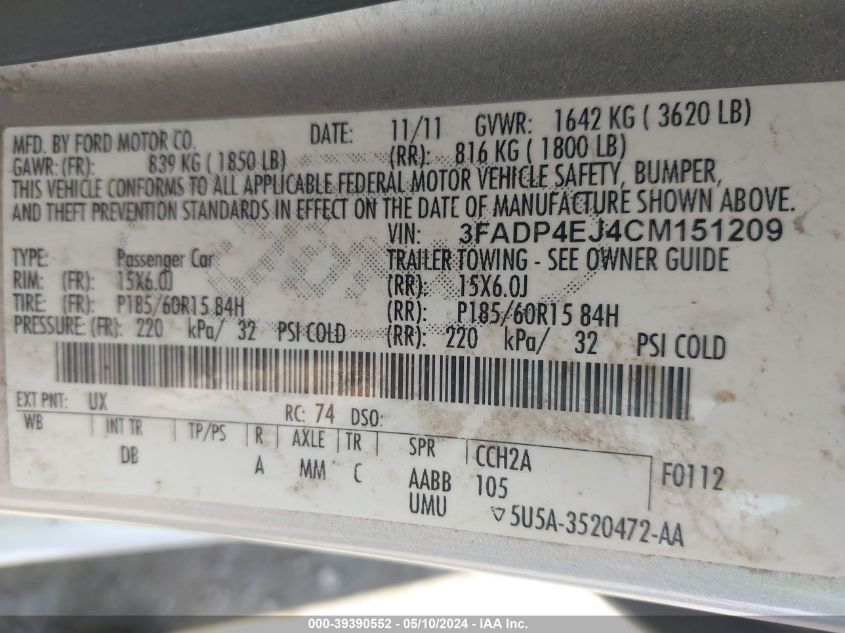 MFD. BY FORD MOTOR CO. DATE: 11/11 GVWR: 1642 KG ( 3620 LB)
GAWR: (FR): 839 KG ( 1850 LB) (RR): 816 KG ( 1800 LB)
THIS VEHICLE CONFORMS TO ALL APPLICABLE FEDERAL MOTOR VEHICLE SAFETY, BUMPER,
AND THEFT PREVENTION STANDARDS IN EFFECT ON THE DATE OF MANUFACTURE SHOWN ABOVE.
VIN: 3FADP4EJ4CM151209
TYPE: Passenger Car TRAILER TOWING - SEE OWNER GUIDE
RIM: (FR): 15X6.0J (RR): 15X6.0J
TIRE: (FR): P185/60R15 84H (RR): P185/60R15 84H
PRESSURE: (FR): 220 kPa/ 32 PSI COLD (RR): 220 kPa/ 32 PSI COLD
EXT PNT: UX RC: 74 DSO:
WB INT TR TP/PS R AXLE TR SPR CCH2A
DB A MM C AABB 105 F0112
UMU ▽5U5A-3520472-AA
000-39390552 - 05/10/2024 - IAA Inc.